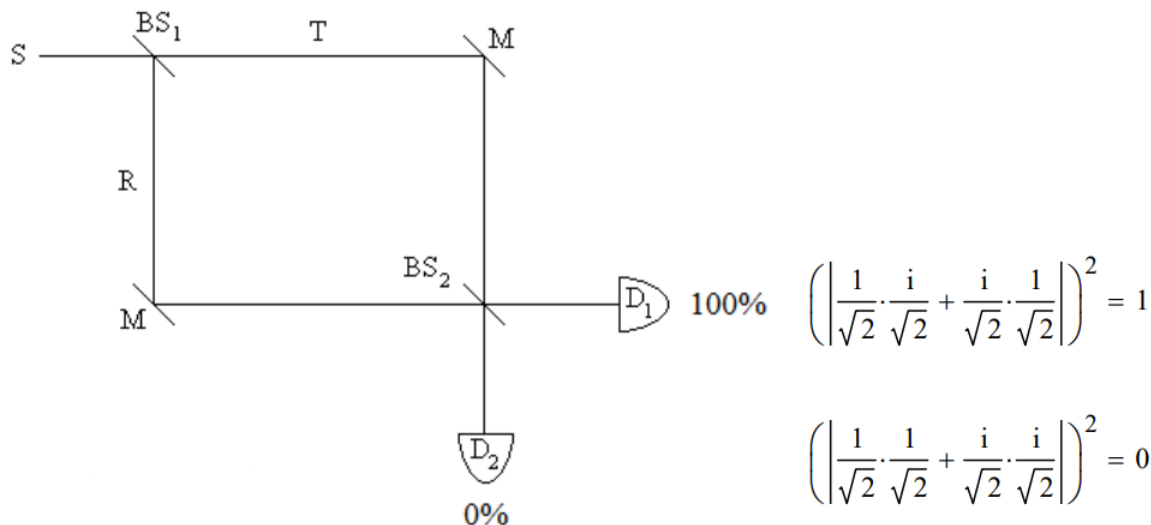 BS₁
T
M
S
R
BS₂
M
D₁
100%
(|1/√2 · i/√2 + i/√2 · 1/√2|)² = 1
D₂
0%
(|1/√2 · 1/√2 + i/√2 · i/√2|)² = 0